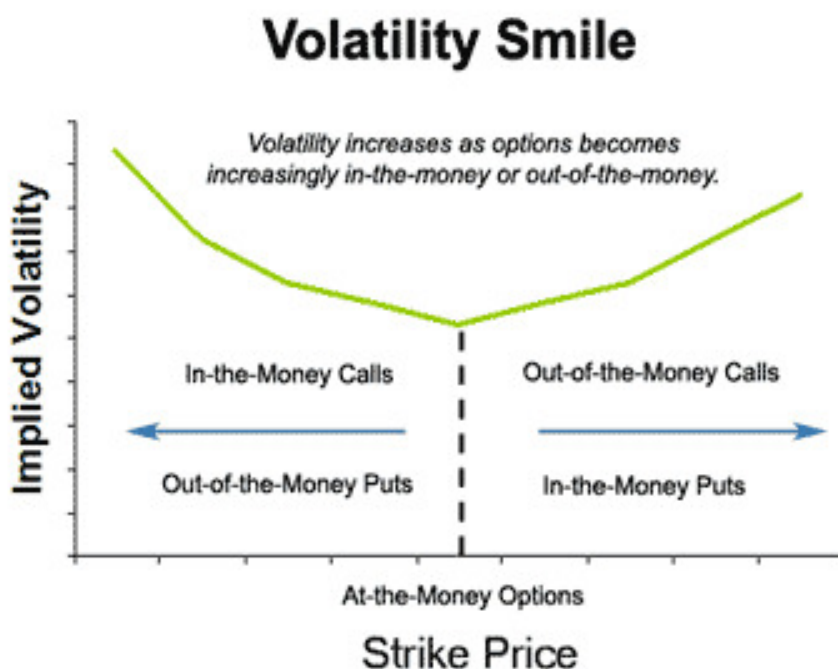 Volatility Smile
Volatility increases as options becomes
increasingly in-the-money or out-of-the-money.
Implied Volatility
In-the-Money Calls
Out-of-the-Money Calls
Out-of-the-Money Puts
In-the-Money Puts
At-the-Money Options
Strike Price